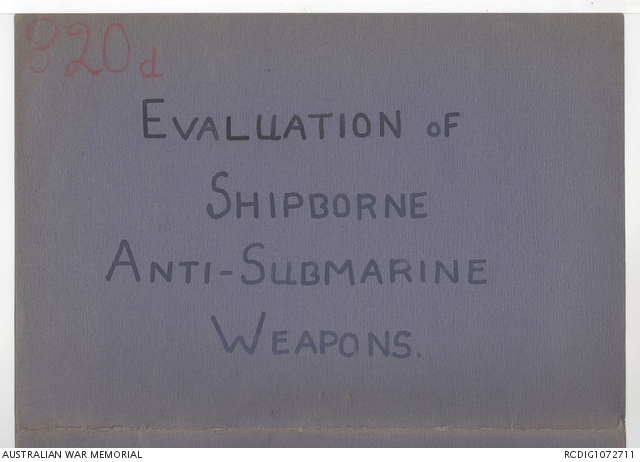 820d
EVALUATION OF
SHIPBORNE
ANTI-SUBMARINE
WEAPONS.
AUSTRALIAN WAR MEMORIAL
RCDIG1072711